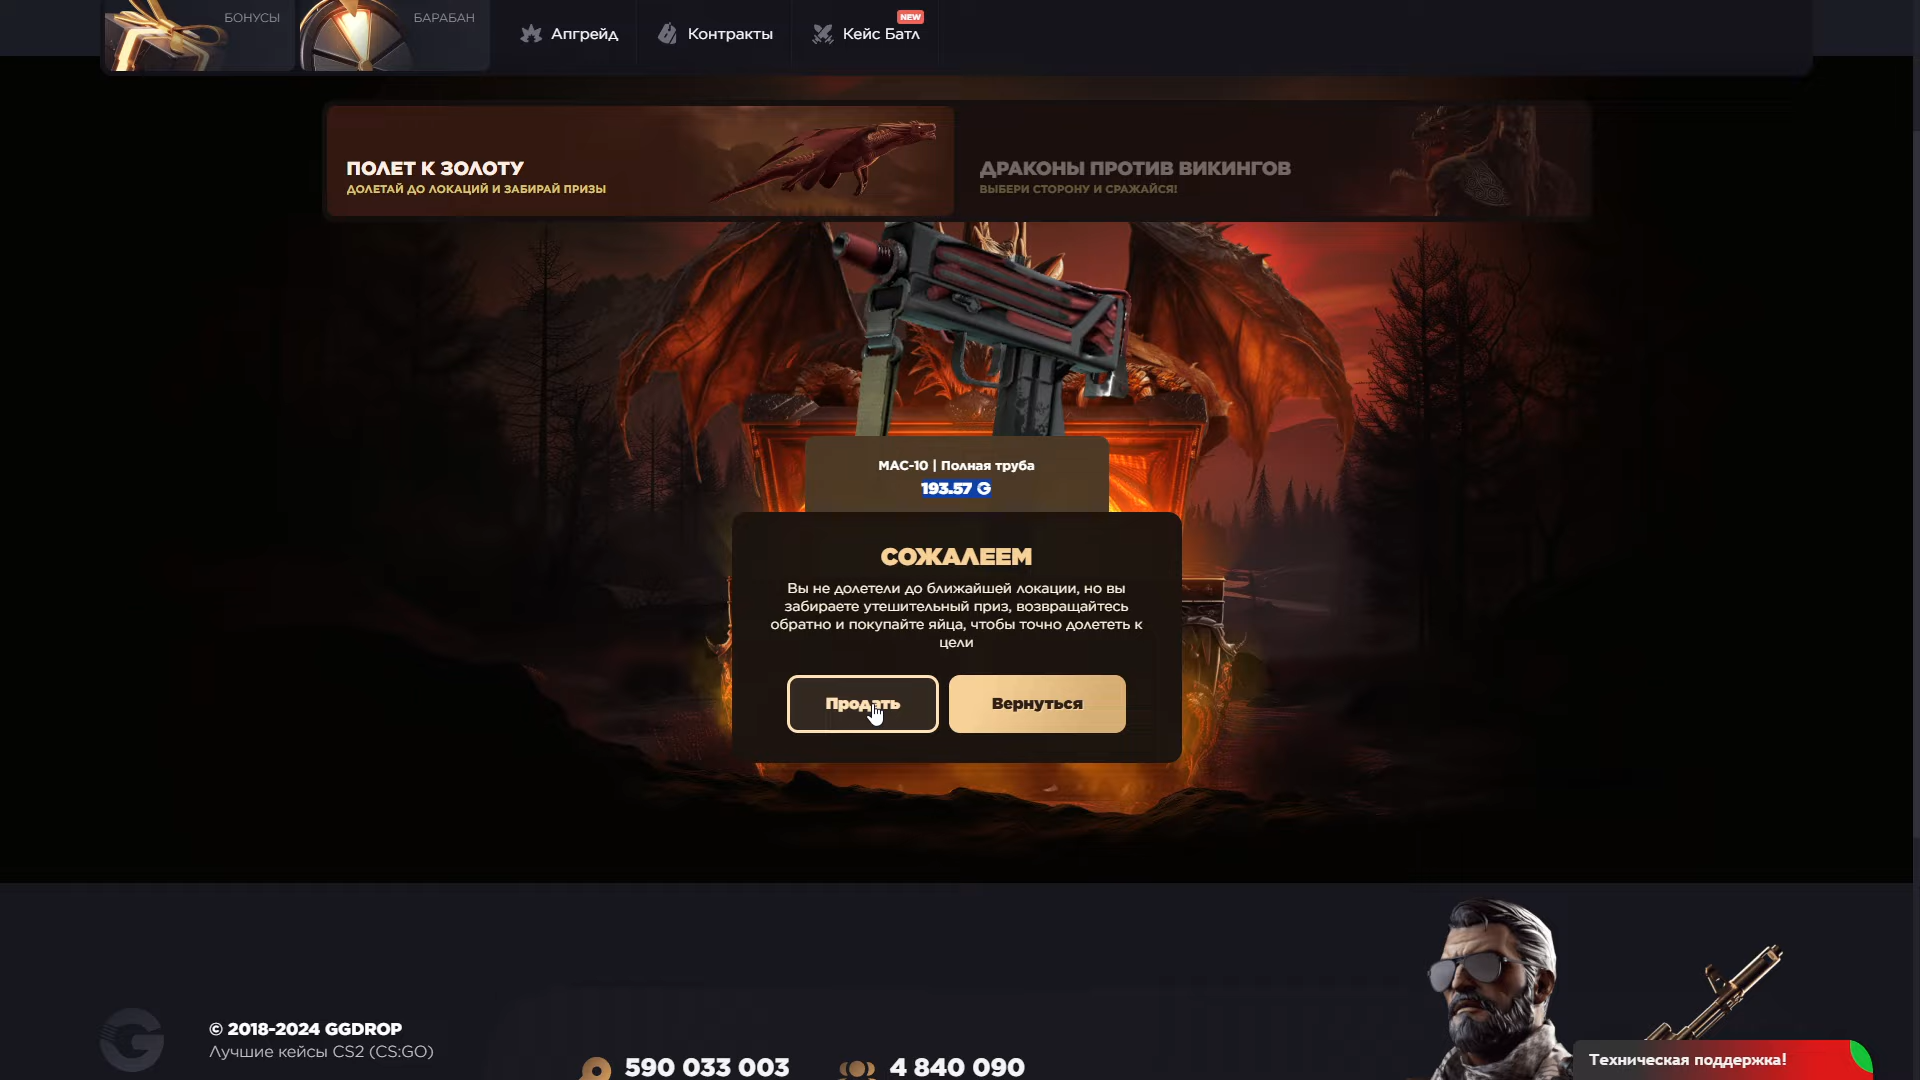 БОНУСЫ
БАРАБАН
Апгрейд
Контракты
NEW
Кейс Батл
ПОЛЕТ К ЗОЛОТУ
ДОЛЕТАЙ ДО ЛОКАЦИЙ И ЗАБИРАЙ ПРИЗЫ
ДРАКОНЫ ПРОТИВ ВИКИНГОВ
ВЫБЕРИ СТОРОНУ И СРАЖАЙСЯ!
MAC-10 | Полная труба
193.57 G
СОЖАЛЕЕМ
Вы не долетели до ближайшей локации, но вы
забираете утешительный приз, возвращайтесь
обратно и покупайте яйца, чтобы точно долететь к
цели
Продать
Вернуться
© 2018-2024 GGDROP
Лучшие кейсы CS2 (CS:GO)
590 033 003
4 840 090
Техническая поддержка!